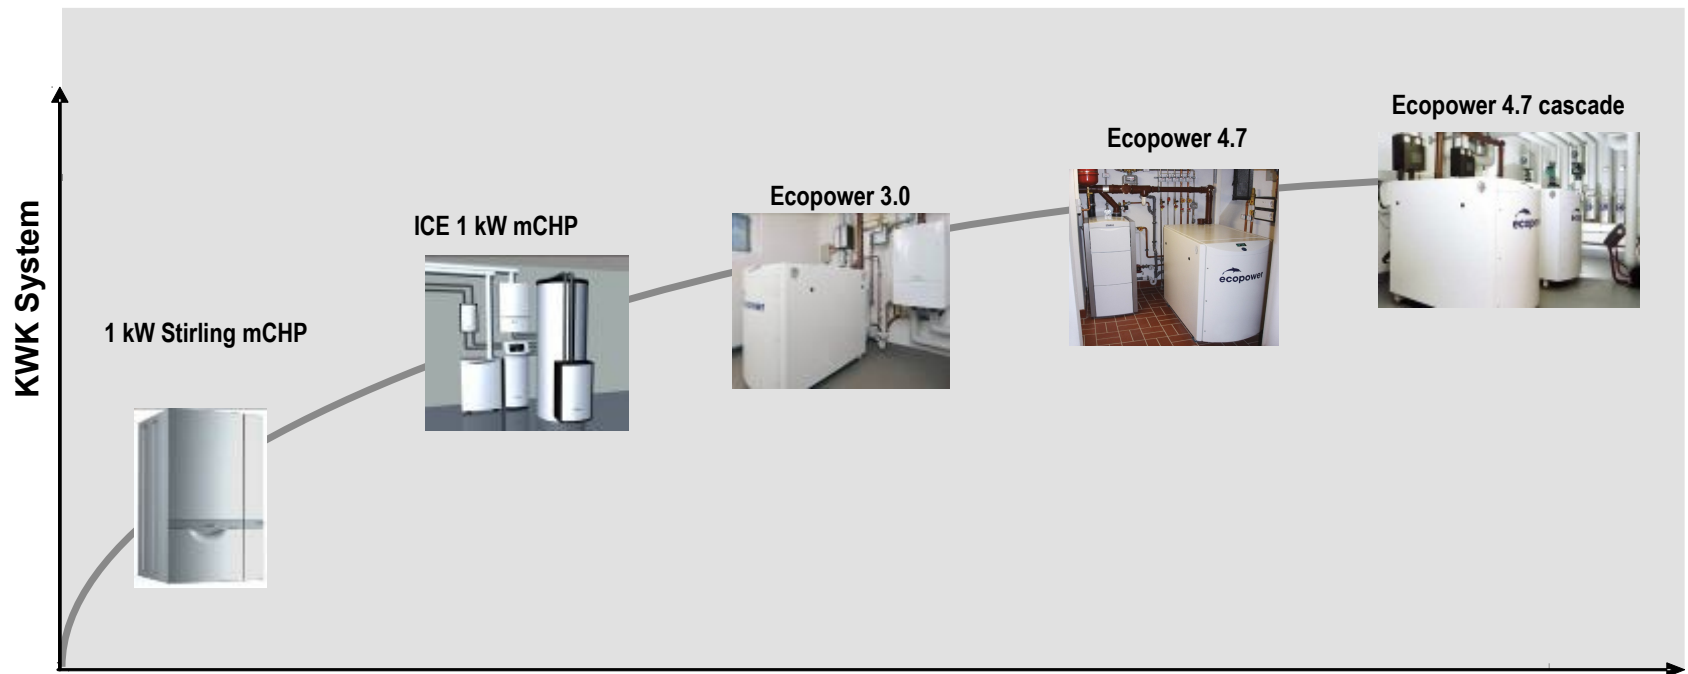 Ecopower 4.7 cascade
Ecopower 4.7
Ecopower 3.0
ICE 1 kW mCHP
1 kW Stirling mCHP
KWK System
ecopower